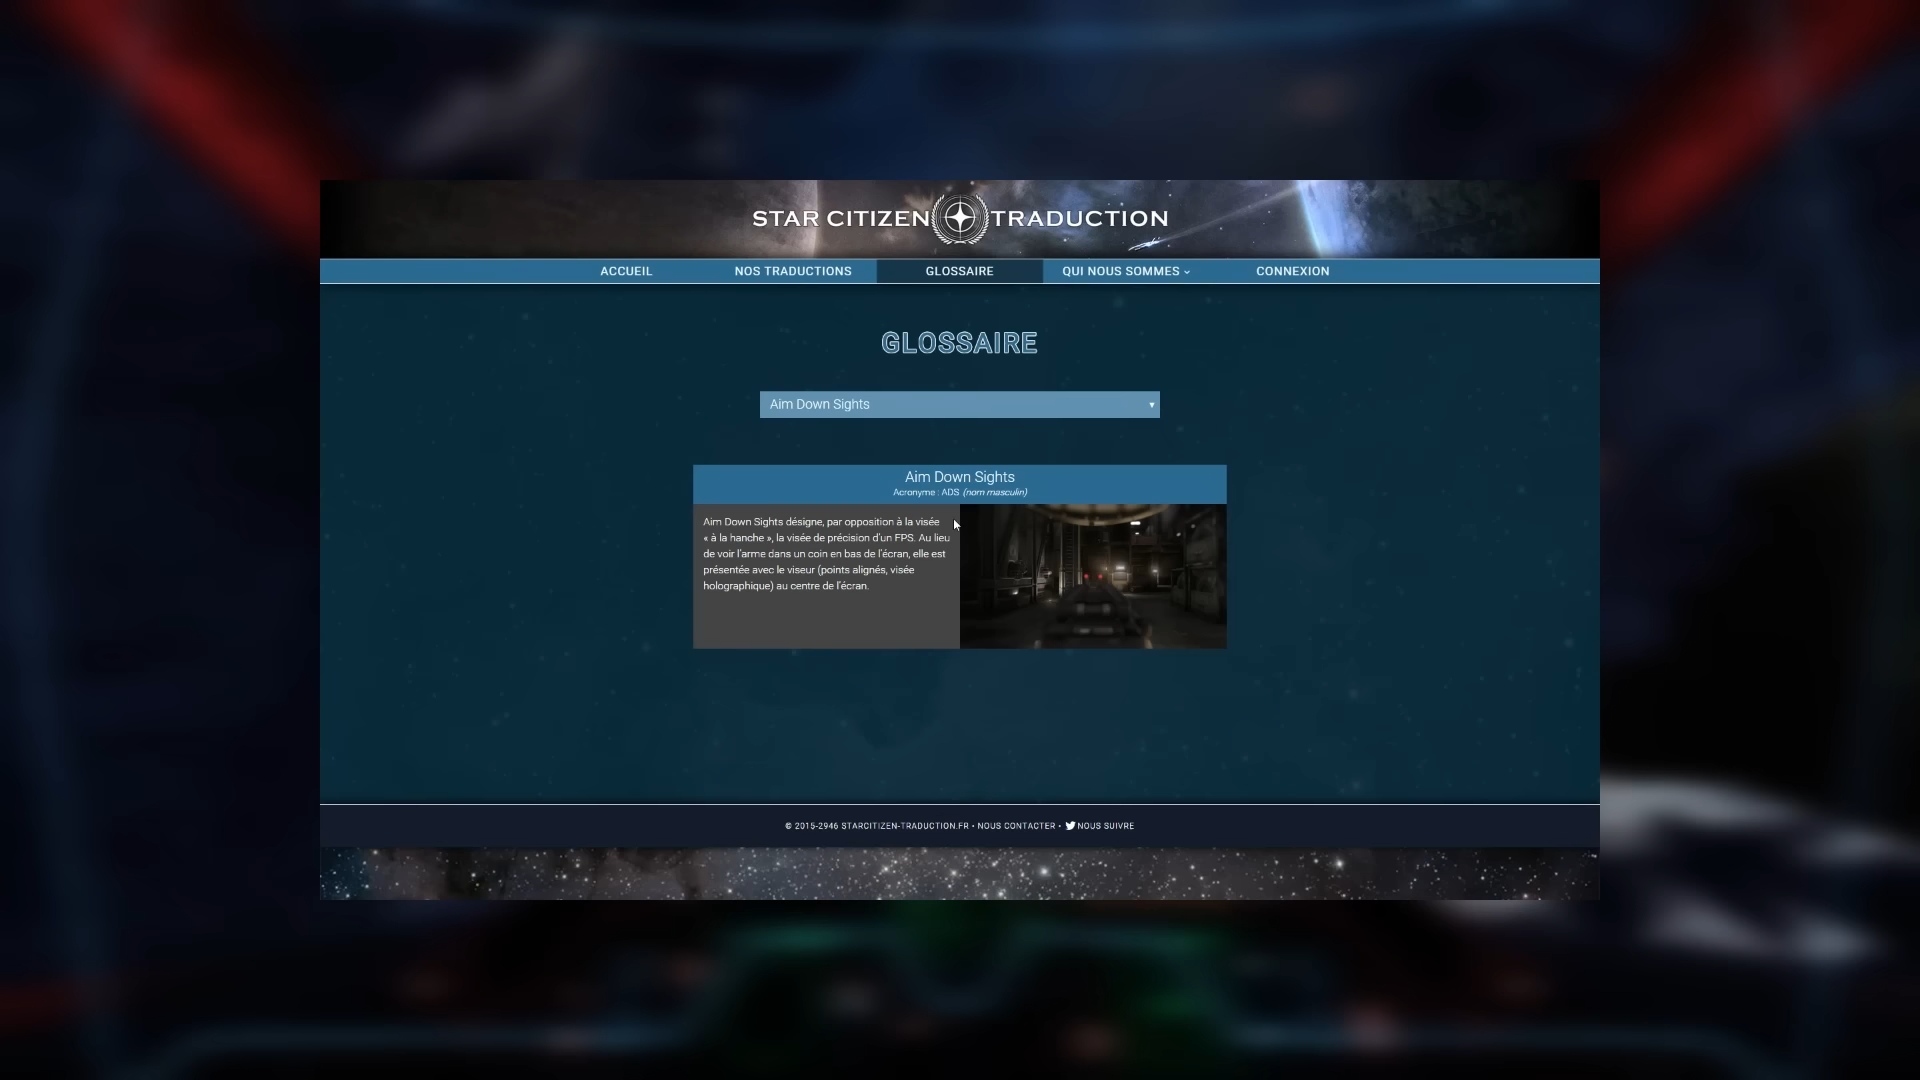 STAR CITIZEN TRADUCTION
ACCUEIL NOS TRADUCTIONS GLOSSAIRE QUI NOUS SOMMES CONNEXION
GLOSSAIRE
Aim Down Sights
Aim Down Sights
Acronyme : ADS (nom masculin)
Aim Down Sights désigne, par opposition à la visée
« à la hanche », la visée de précision d'un FPS. Au lieu
de voir l'arme dans un coin en bas de l'écran, elle est
présentée avec le viseur (points alignés, visée
holographique) au centre de l'écran.
© 2015-2946 STARCITIZEN-TRADUCTION.FR • NOUS CONTACTER • NOUS SUIVRE